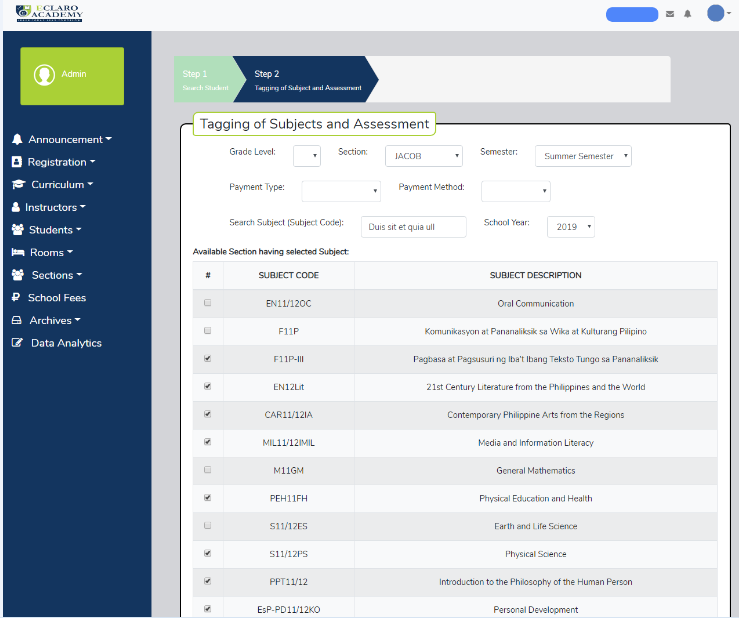 ECLARO
ACADEMY
Admin
Announcement
Registration
Curriculum
Instructors
Students
Rooms
Sections
School Fees
Archives
Data Analytics
Step 1
Search Student
Step 2
Tagging of Subject and Assessment
Tagging of Subjects and Assessment
Grade Level: Section: JACOB Semester: Summer Semester
Payment Type: Payment Method:
Search Subject (Subject Code): Duis sit et quia ull School Year: 2019
Available Section having selected Subject:
# SUBJECT CODE SUBJECT DESCRIPTION
EN11/12OC Oral Communication
F11P Komunikasyon at Pananaliksik sa Wika at Kulturang Pilipino
F11P-III Pagbasa at Pagsusuri ng Iba't Ibang Teksto Tungo sa Pananaliksik
EN12Lit 21st Century Literature from the Philippines and the World
CAR11/12IA Contemporary Philippine Arts from the Regions
MIL11/12IMIL Media and Information Literacy
M11GM General Mathematics
PEH11FH Physical Education and Health
S11/12ES Earth and Life Science
S11/12PS Physical Science
PPT11/12 Introduction to the Philosophy of the Human Person
EsP-PD11/12KO Personal Development